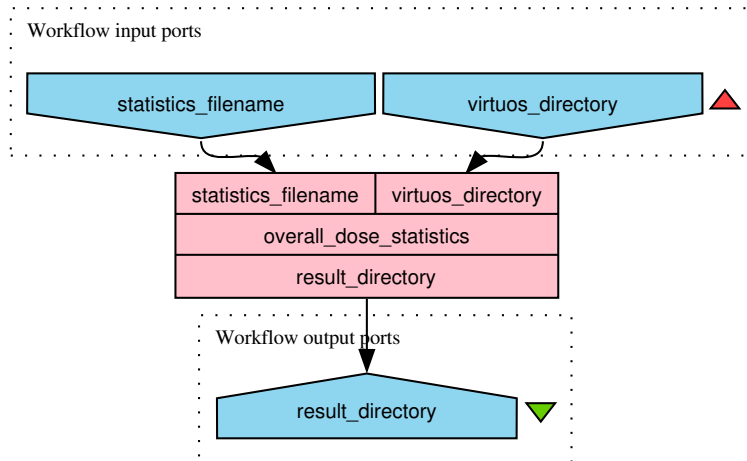 Workflow input ports
statistics_filename virtuos_directory
statistics_filename virtuos_directory
overall_dose_statistics
result_directory
Workflow output ports
result_directory